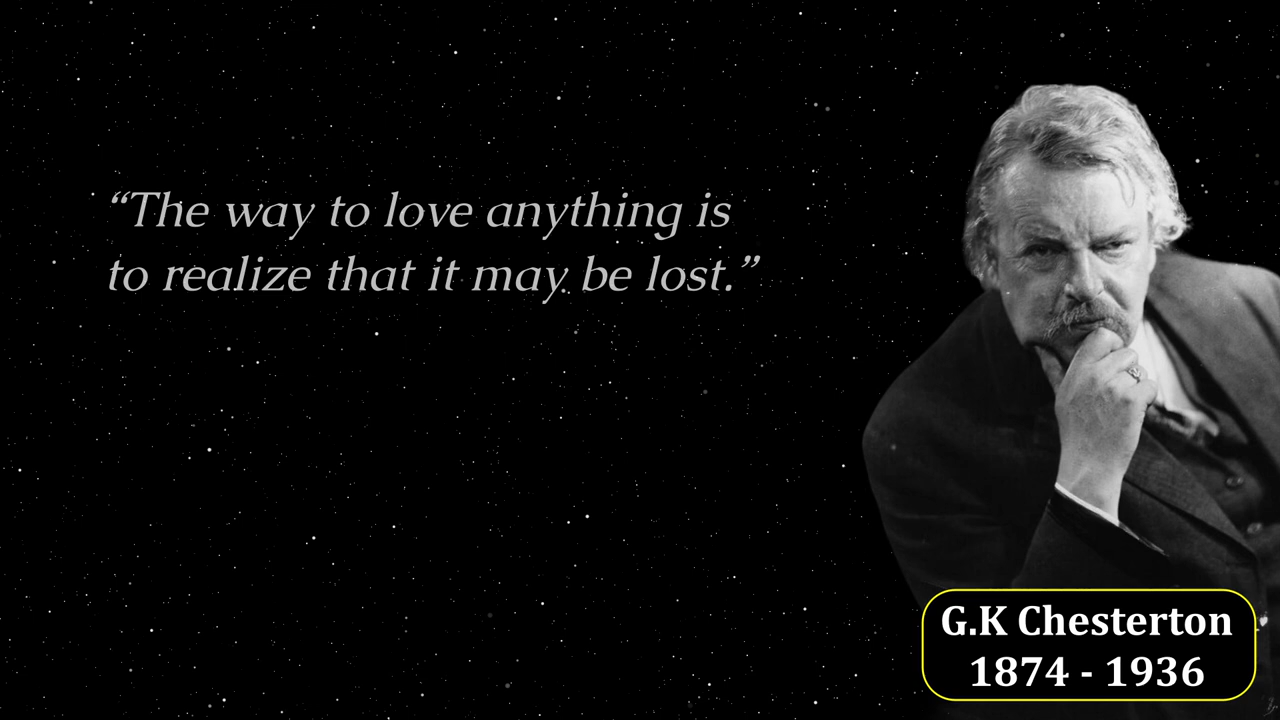 “The way to love anything is
to realize that it may be lost.”
G.K Chesterton
1874 - 1936